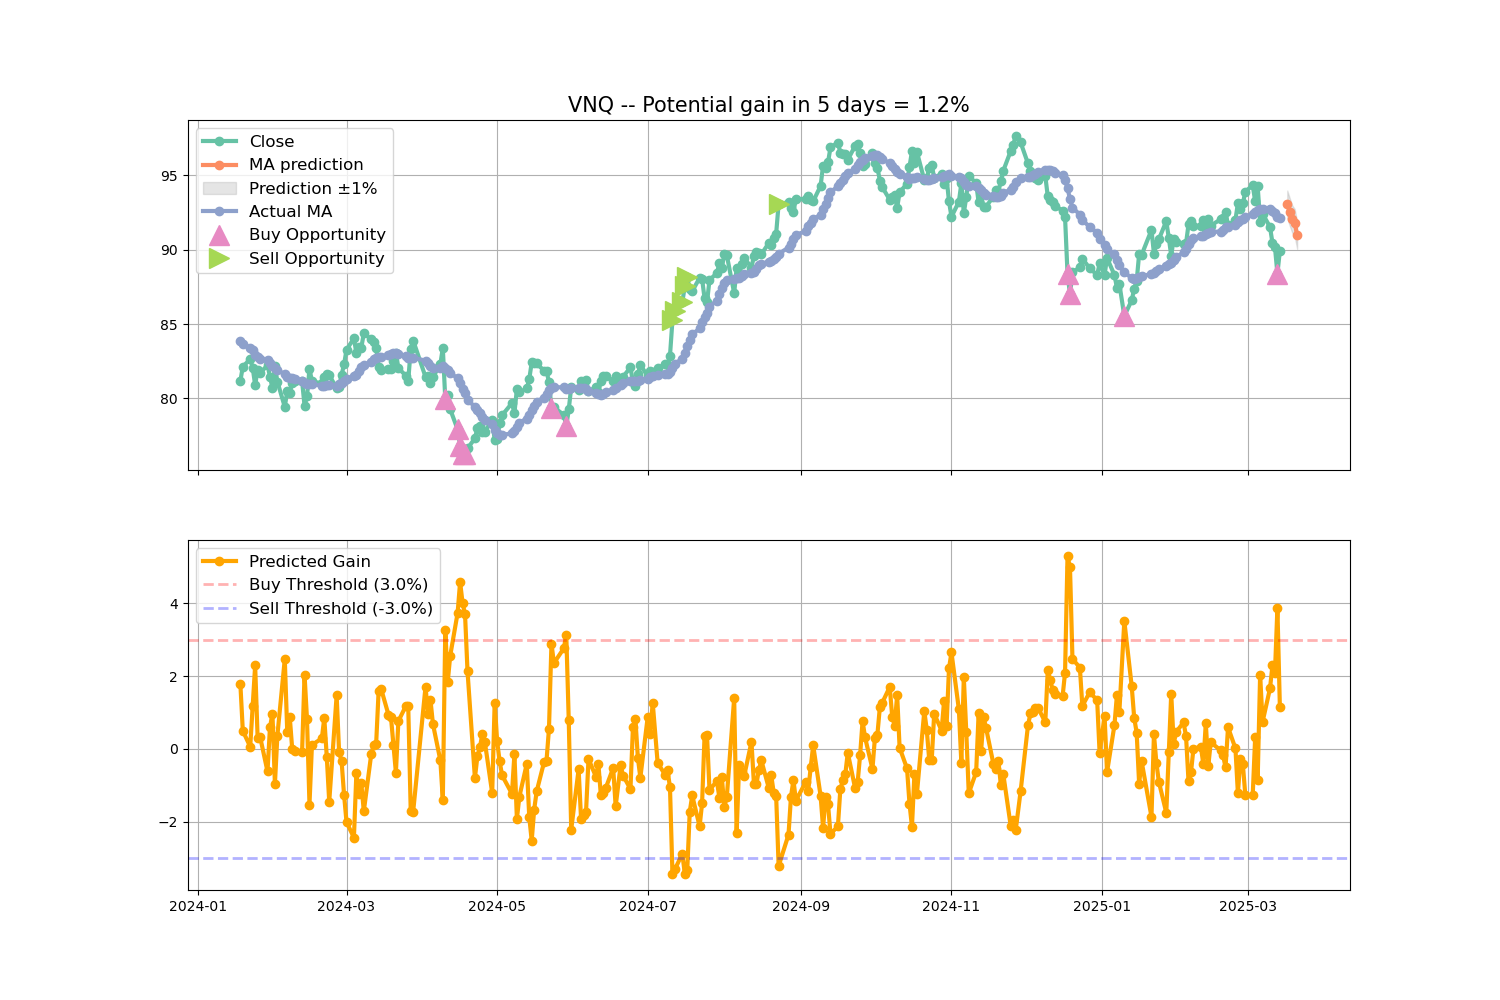 VNQ -- Potential gain in 5 days = 1.2%
Close
MA prediction
Prediction ±1%
Actual MA
Buy Opportunity
Sell Opportunity
95
90
85
80
Predicted Gain
Buy Threshold (3.0%)
Sell Threshold (-3.0%)
4
2
0
−2
2024-01
2024-03
2024-05
2024-07
2024-09
2024-11
2025-01
2025-03